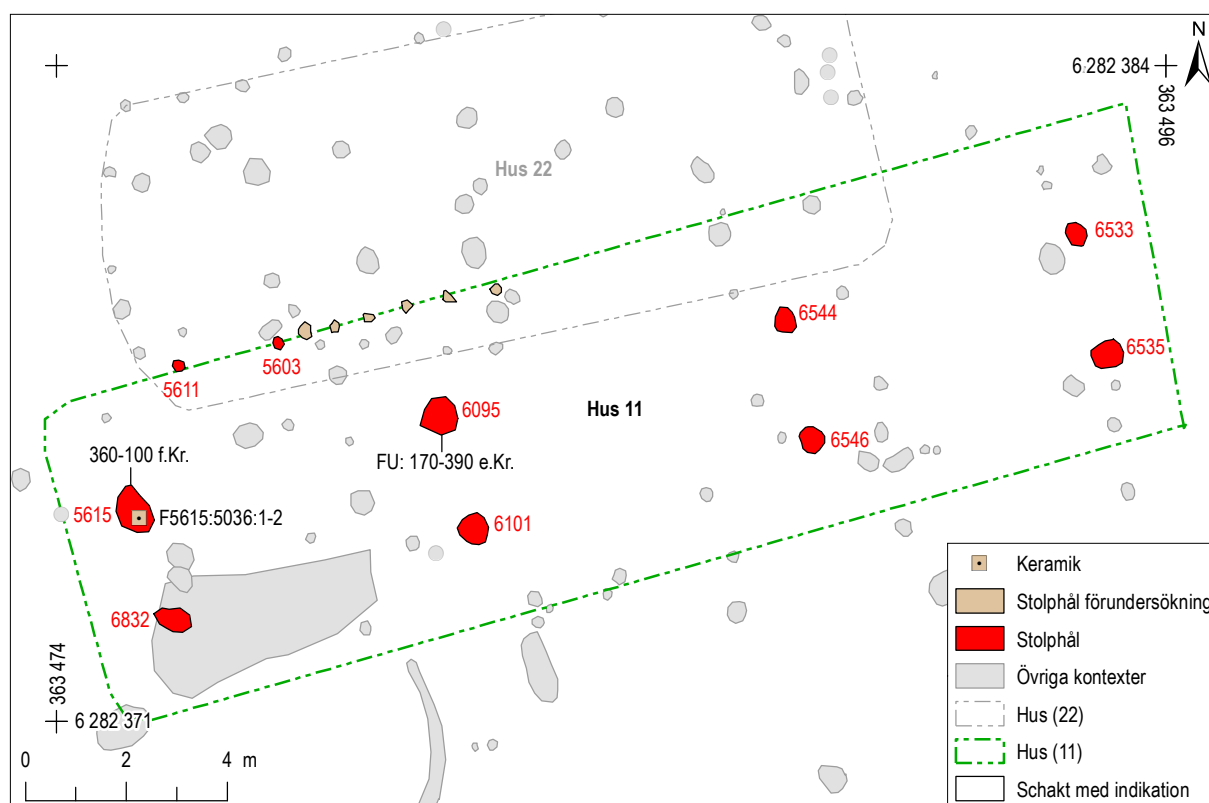 N
6 282 384
363 496
Hus 22
6533
6544
5603
6535
5611
6095
Hus 11
6546
360-100 f.Kr.
FU: 170-390 e.Kr.
5615
F5615:5036:1-2
6101
6832
363 474
6 282 371
0 2 4 m
Keramik
Stolphål förundersökning
Stolphål
Övriga kontexter
Hus (22)
Hus (11)
Schakt med indikation